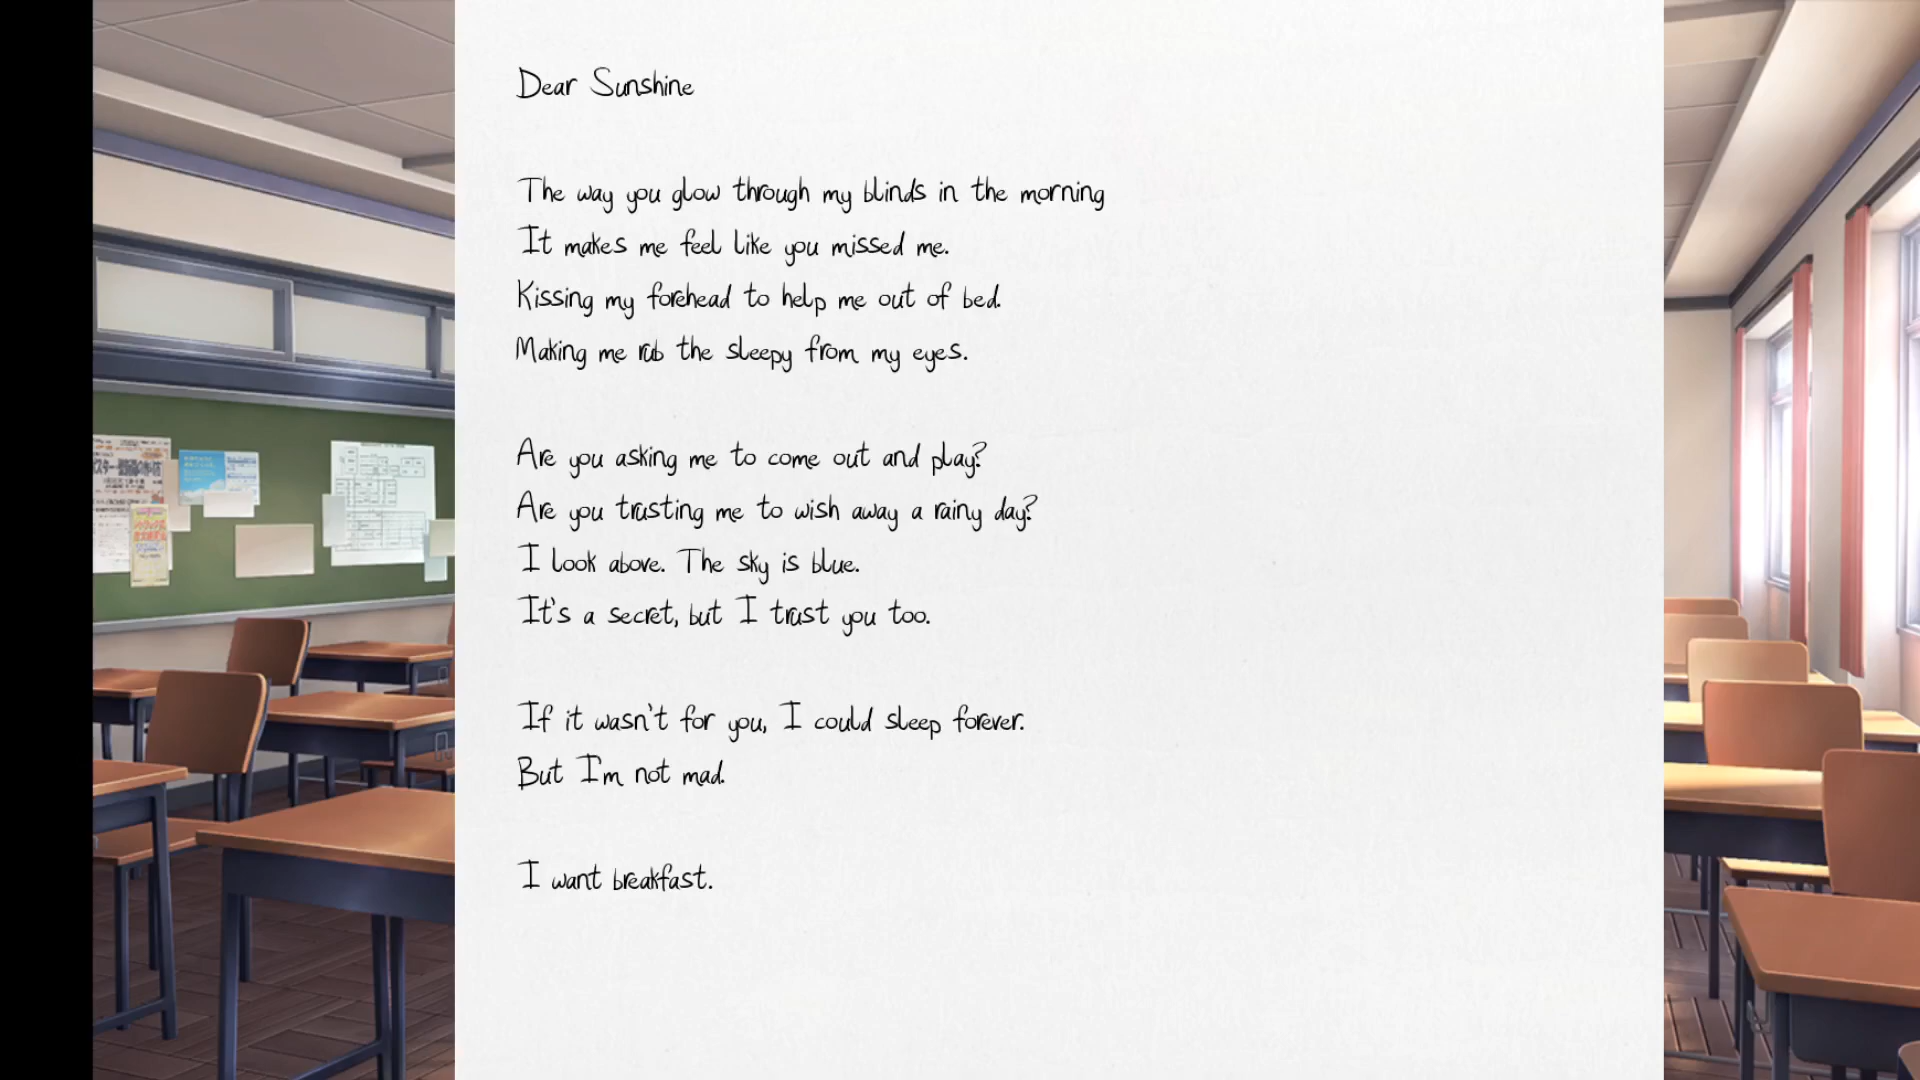 Dear Sunshine
The way you glow through my blinds in the morning
It makes me feel like you missed me.
Kissing my forehead to help me out of bed.
Making me rub the sleepy from my eyes.
Are you asking me to come out and play?
Are you trusting me to wish away a rainy day?
I look above. The sky is blue.
It's a secret, but I trust you too.
If it wasn't for you, I could sleep forever.
But I'm not mad.
I want breakfast.